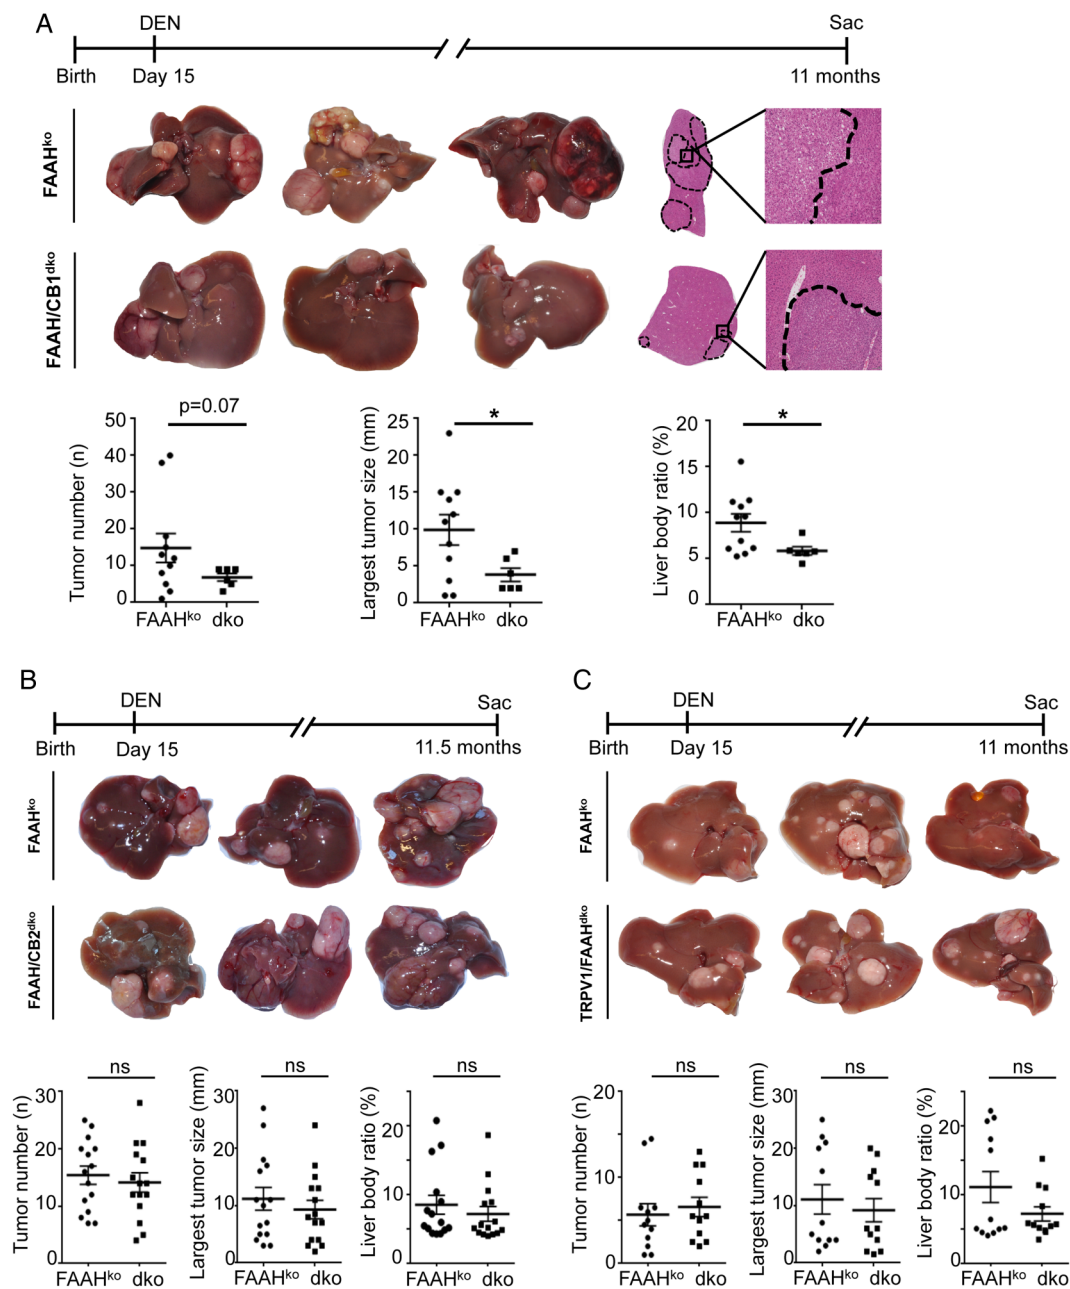 A
DEN
Sac
Birth
Day 15
11 months
FAAHko
FAAH/CB1dko
p=0.07
Tumor number (n)
50
40
30
20
10
0
FAAHko dko
*
Largest tumor size (mm)
25
20
15
10
5
0
FAAHko dko
*
Liver body ratio (%)
20
15
10
5
0
FAAHko dko
B
DEN
Sac
Birth
Day 15
11.5 months
FAAHko
FAAH/CB2dko
ns
Tumor number (n)
30
20
10
0
FAAHko dko
ns
Largest tumor size (mm)
30
20
10
0
FAAHko dko
ns
Liver body ratio (%)
20
10
0
FAAHko dko
C
DEN
Sac
Birth
Day 15
11 months
FAAHko
TRPV1/FAAHdko
ns
Tumor number (n)
20
10
0
FAAHko dko
ns
Largest tumor size (mm)
30
20
10
0
FAAHko dko
ns
Liver body ratio (%)
20
10
0
FAAHko dko